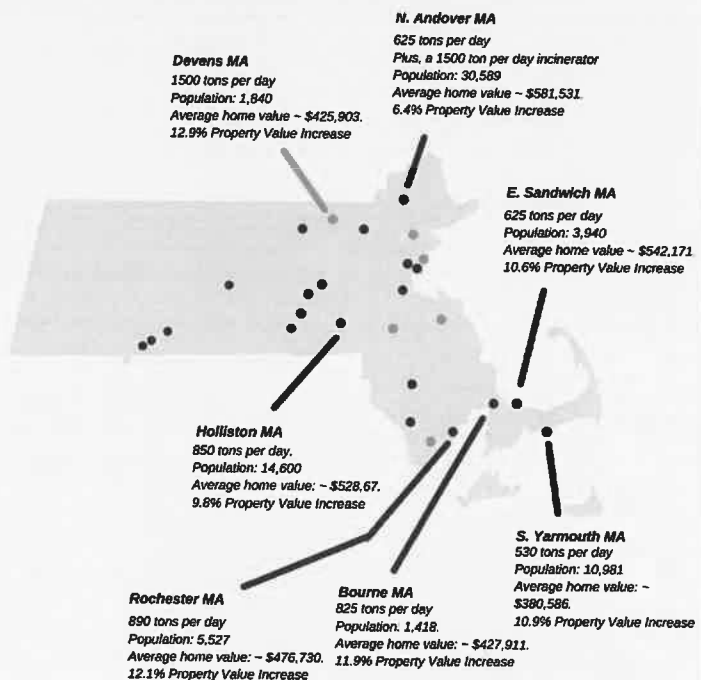 N. Andover MA
625 tons per day
Plus, a 1500 ton per day incinerator
Population: 30,589
Average home value ~ $581,531.
6.4% Property Value Increase
Devens MA
1500 tons per day
Population: 1,840
Average home value ~ $425,903.
12.9% Property Value Increase
E. Sandwich MA
625 tons per day
Population: 3,940
Average home value ~ $542,171
10.6% Property Value Increase
Holliston MA
850 tons per day.
Population: 14,600
Average home value: ~ $528,67.
9.8% Property Value Increase
S. Yarmouth MA
530 tons per day
Population: 10,981
Average home value: ~
$380,586.
10.9% Property Value Increase
Rochester MA
890 tons per day
Population: 5,527
Average home value: ~ $476,730.
12.1% Property Value Increase
Bourne MA
825 tons per day
Population. 1,418.
Average home value: ~ $427,911.
11.9% Property Value Increase